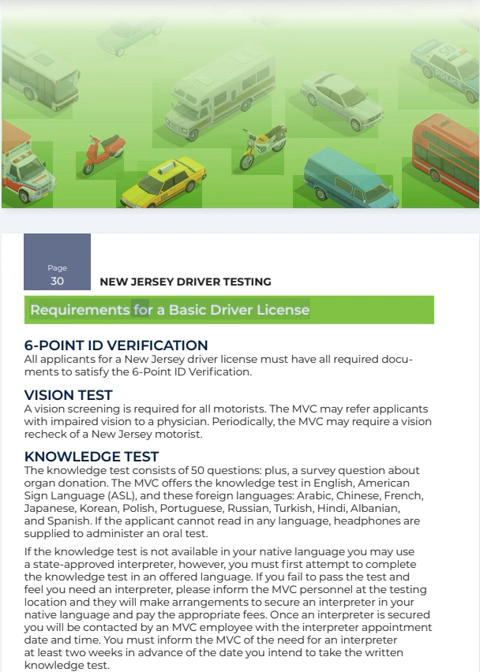 POLICE
Page
30
NEW JERSEY DRIVER TESTING
Requirements for a Basic Driver License
6-POINT ID VERIFICATION
All applicants for a New Jersey driver license must have all required docu-
ments to satisfy the 6-Point ID Verification.
VISION TEST
A vision screening is required for all motorists. The MVC may refer applicants
with impaired vision to a physician. Periodically, the MVC may require a vision
recheck of a New Jersey motorist.
KNOWLEDGE TEST
The knowledge test consists of 50 questions: plus, a survey question about
organ donation. The MVC offers the knowledge test in English, American
Sign Language (ASL), and these foreign languages: Arabic, Chinese, French,
Japanese, Korean, Polish, Portuguese, Russian, Turkish, Hindi, Albanian,
and Spanish. If the applicant cannot read in any language, headphones are
supplied to administer an oral test.
If the knowledge test is not available in your native language you may use
a state-approved interpreter, however, you must first attempt to complete
the knowledge test in an offered language. If you fail to pass the test and
feel you need an interpreter, please inform the MVC personnel at the testing
location and they will make arrangements to secure an interpreter in your
native language and pay the appropriate fees. Once an interpreter is secured
you will be contacted by an MVC employee with the interpreter appointment
date and time. You must inform the MVC of the need for an interpreter
at least two weeks in advance of the date you intend to take the written
knowledge test.